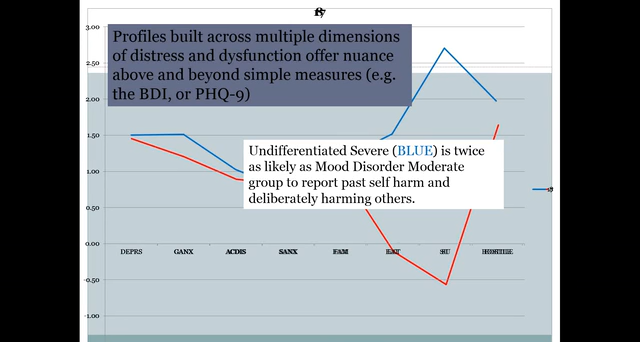 3.00
Profiles built across multiple dimensions
of distress and dysfunction offer nuance
above and beyond simple measures (e.g.
the BDI, or PHQ-9)
2.50
2.00
1.50
Undifferentiated Severe (BLUE) is twice
as likely as Mood Disorder Moderate
group to report past self harm and
deliberately harming others.
1.00
0.50
0.00
DEPRS GANX ACDIS SANX FAM EAT SU HOSTILE
-0.50
-1.00